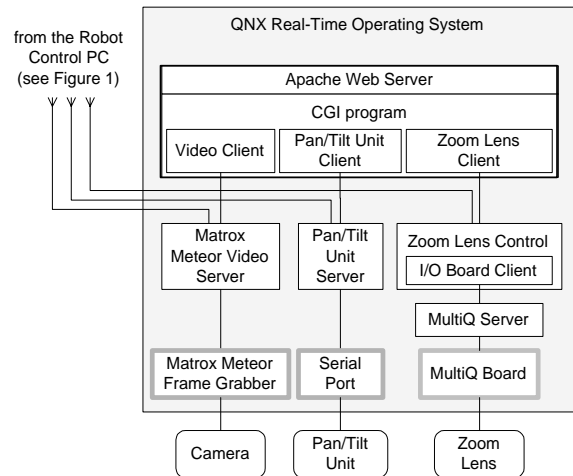 QNX Real-Time Operating System
from the Robot
Control PC
(see Figure 1)
Apache Web Server
CGI program
Video Client
Pan/Tilt Unit
Client
Zoom Lens
Client
Matrox
Meteor Video
Server
Pan/Tilt
Unit
Server
Zoom Lens Control
I/O Board Client
MultiQ Server
Matrox Meteor
Frame Grabber
Serial
Port
MultiQ Board
Camera
Pan/Tilt
Unit
Zoom
Lens